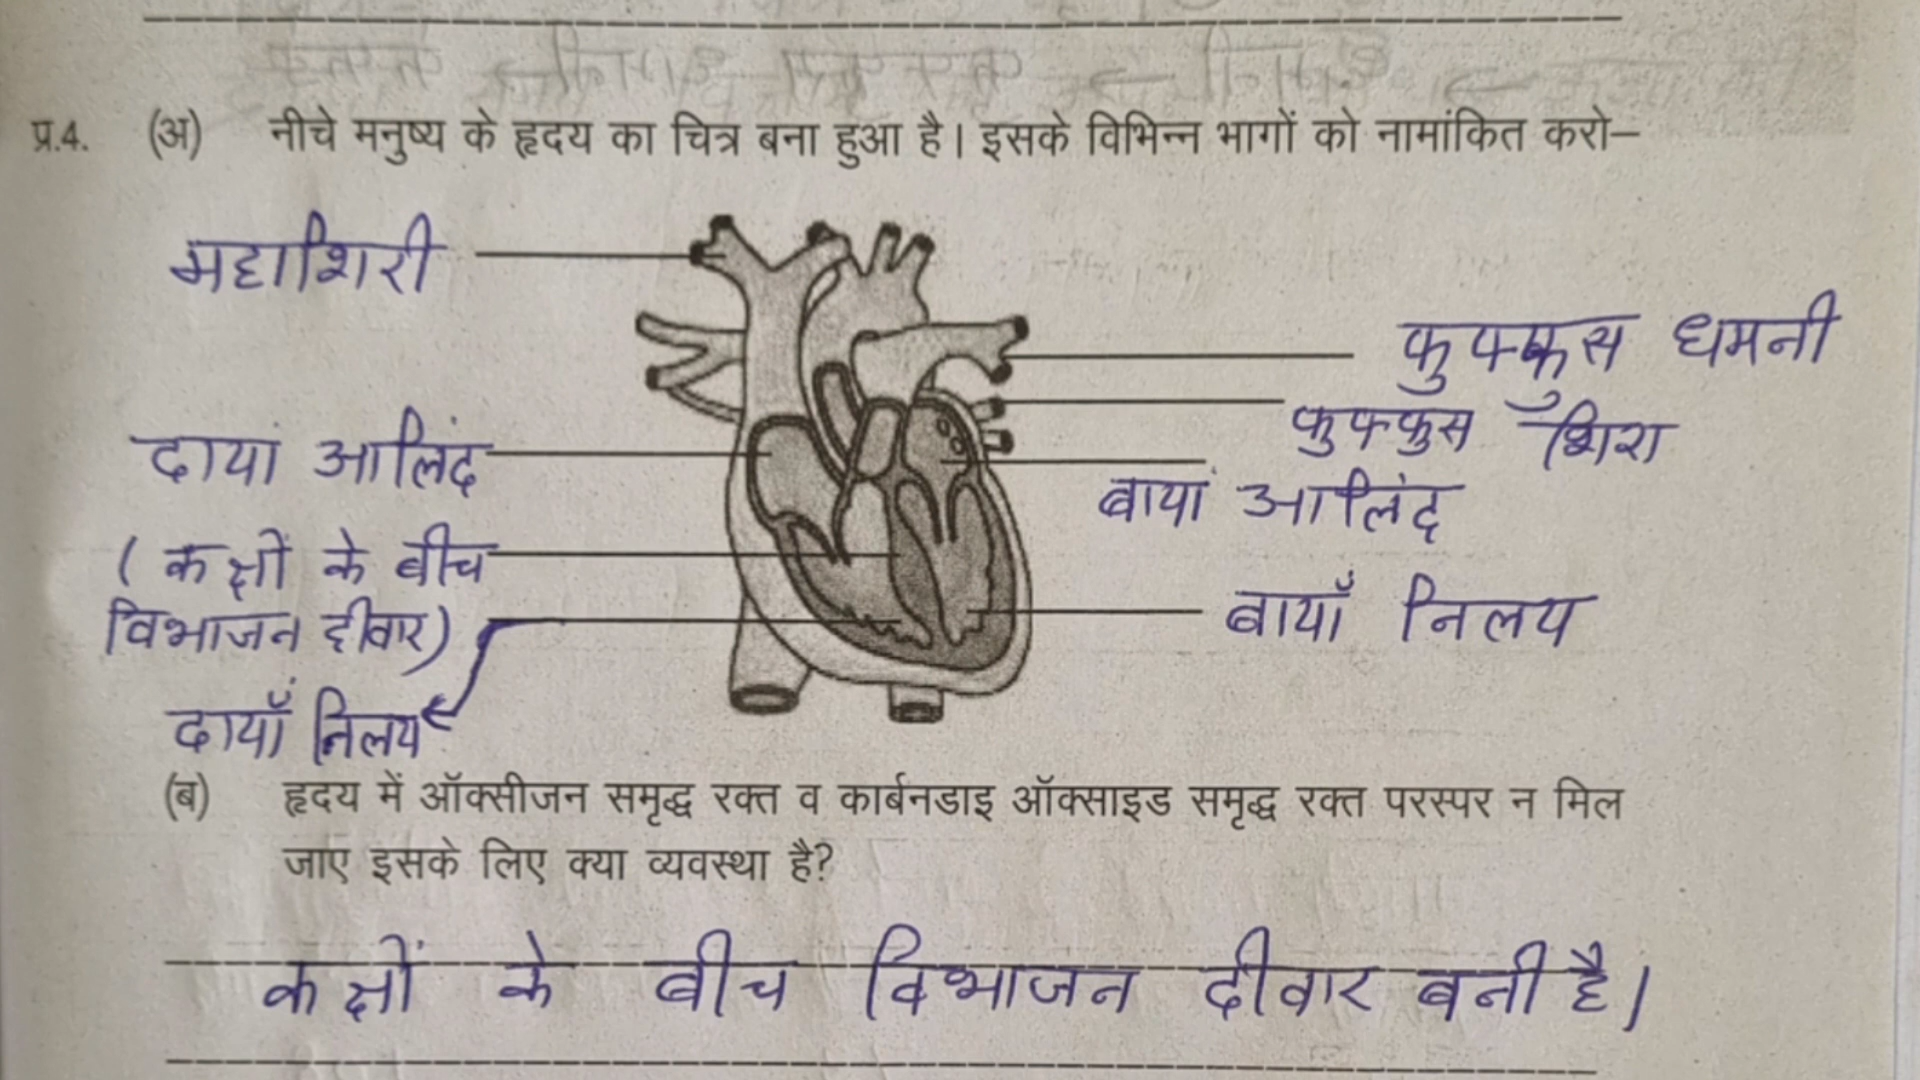 प्र.4. (अ) नीचे मनुष्य के हृदय का चित्र बना हुआ है। इसके विभिन्न भागों को नामांकित करो–
महाशिरी
फुफ्फुस धमनी
फुफ्फुस शिरा
दायां आलिंद
बायां आलिंद
( कक्षों के बीच
विभाजन दीवार)
बायाँ निलय
दायाँ निलय
(ब) हृदय में ऑक्सीजन समृद्ध रक्त व कार्बनडाइ ऑक्साइड समृद्ध रक्त परस्पर न मिल
जाए इसके लिए क्या व्यवस्था है?
कक्षों के बीच विभाजन दीवार बनी है।